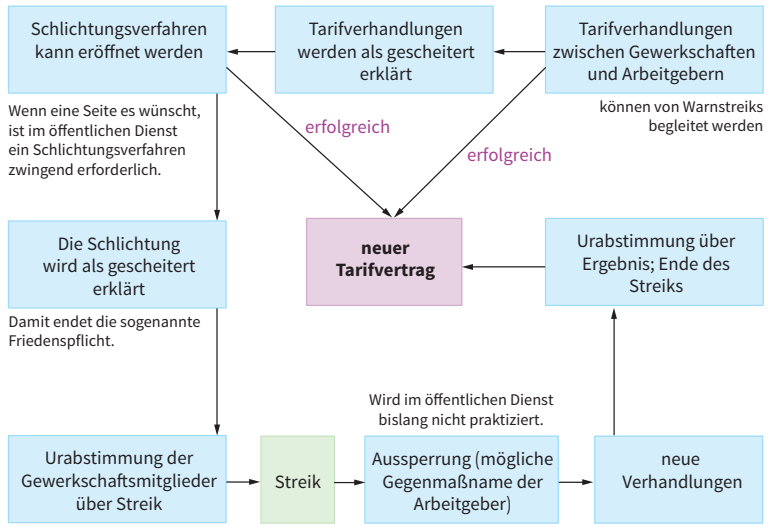 Schlichtungsverfahren
kann eröffnet werden
Tarifverhandlungen
werden als gescheitert
erklärt
Tarifverhandlungen
zwischen Gewerkschaften
und Arbeitgebern
Wenn eine Seite es wünscht,
ist im öffentlichen Dienst
ein Schlichtungsverfahren
zwingend erforderlich.
können von Warnstreiks
begleitet werden
erfolgreich
erfolgreich
Die Schlichtung
wird als gescheitert
erklärt
neuer
Tarifvertrag
Urabstimmung über
Ergebnis; Ende des
Streiks
Damit endet die sogenannte
Friedenspflicht.
Wird im öffentlichen Dienst
bislang nicht praktiziert.
Urabstimmung der
Gewerkschaftsmitglieder
über Streik
Streik
Aussperrung (mögliche
Gegenmaßname der
Arbeitgeber)
neue
Verhandlungen